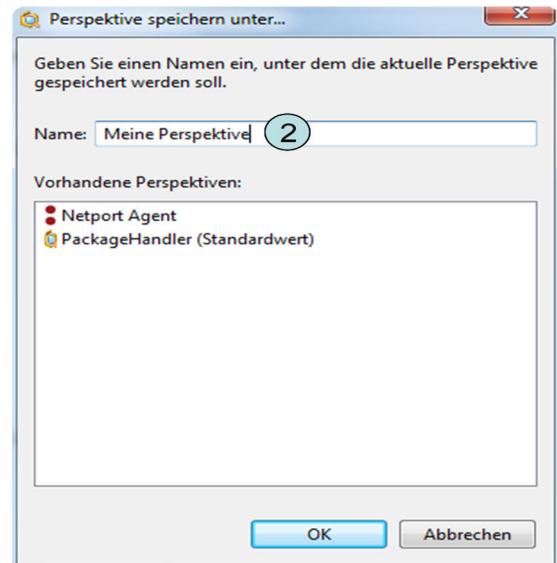 Perspektive speichern unter...
Geben Sie einen Namen ein, unter dem die aktuelle Perspektive
gespeichert werden soll.
Name: Meine Perspektive 2
Vorhandene Perspektiven:
Netport Agent
PackageHandler (Standardwert)
OK Abbrechen